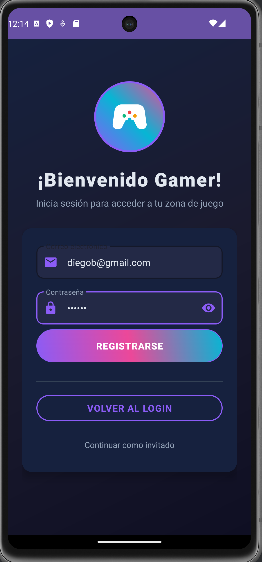 12:14
¡Bienvenido Gamer!
Inicia sesión para acceder a tu zona de juego
diegob@gmail.com
Contraseña
••••••
REGISTRARSE
VOLVER AL LOGIN
Continuar como invitado